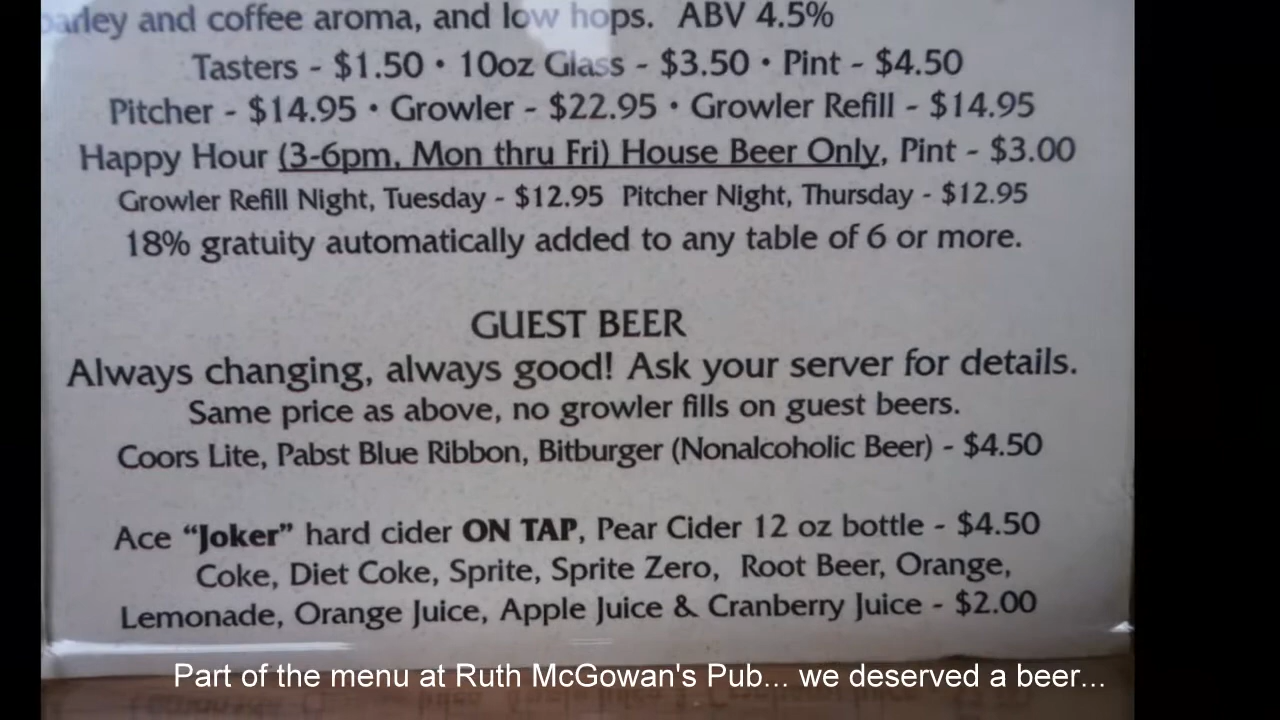 barley and coffee aroma, and low hops. ABV 4.5%
Tasters - $1.50 • 10oz Glass - $3.50 • Pint - $4.50
Pitcher - $14.95 • Growler - $22.95 • Growler Refill - $14.95
Happy Hour (3-6pm, Mon thru Fri) House Beer Only, Pint - $3.00
Growler Refill Night, Tuesday - $12.95 Pitcher Night, Thursday - $12.95
18% gratuity automatically added to any table of 6 or more.
GUEST BEER
Always changing, always good! Ask your server for details.
Same price as above, no growler fills on guest beers.
Coors Lite, Pabst Blue Ribbon, Bitburger (Nonalcoholic Beer) - $4.50
Ace “Joker” hard cider ON TAP, Pear Cider 12 oz bottle - $4.50
Coke, Diet Coke, Sprite, Sprite Zero, Root Beer, Orange,
Lemonade, Orange Juice, Apple Juice & Cranberry Juice - $2.00
Part of the menu at Ruth McGowan's Pub... we deserved a beer...